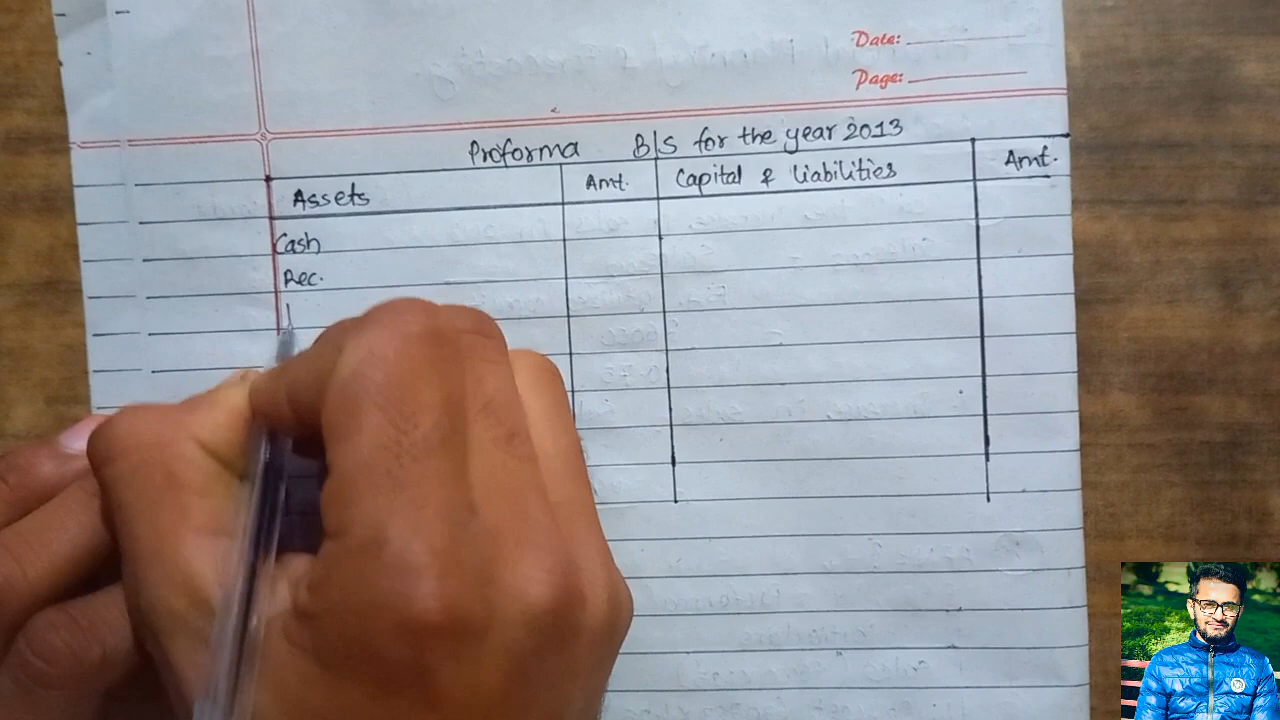 Date:
Page:
Proforma B/S for the year 2013
Assets Amt. Capital & Liabilities Amt.
Cash
Rec.